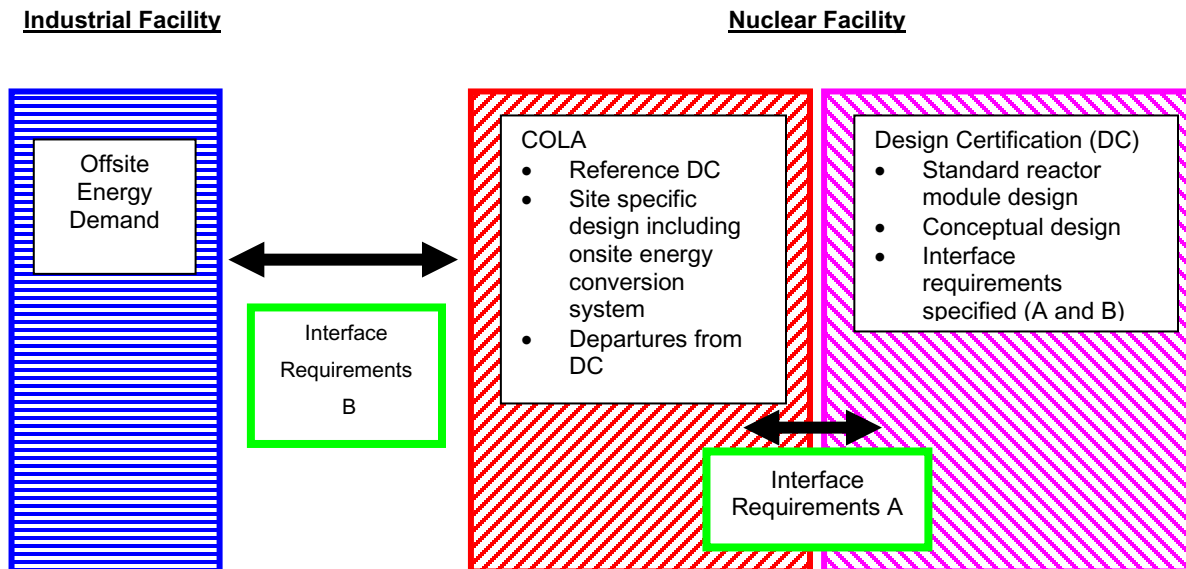 Industrial Facility
Nuclear Facility
Offsite
Energy
Demand
Interface
Requirements
B
COLA
• Reference DC
• Site specific
design including
onsite energy
conversion
system
• Departures from
DC
Design Certification (DC)
• Standard reactor
module design
• Conceptual design
• Interface
requirements
specified (A and B)
Interface
Requirements A